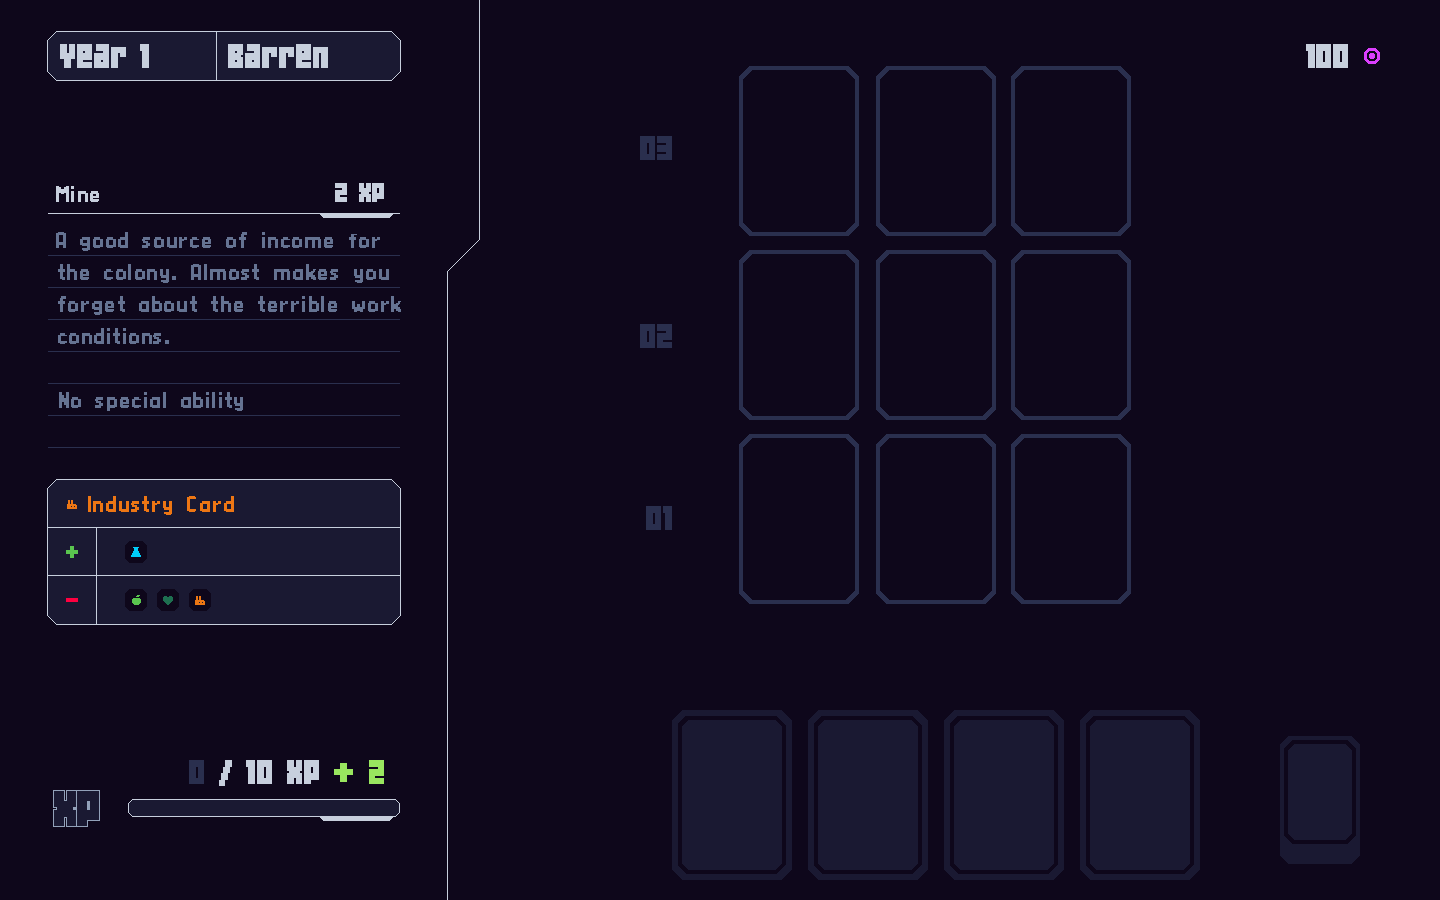 Year 1
Barren
100
Mine
2 XP
A good source of income for
the colony. Almost makes you
forget about the terrible work
conditions.
No special ability
Industry Card
+
-
03
02
01
0 / 10 XP + 2
XP